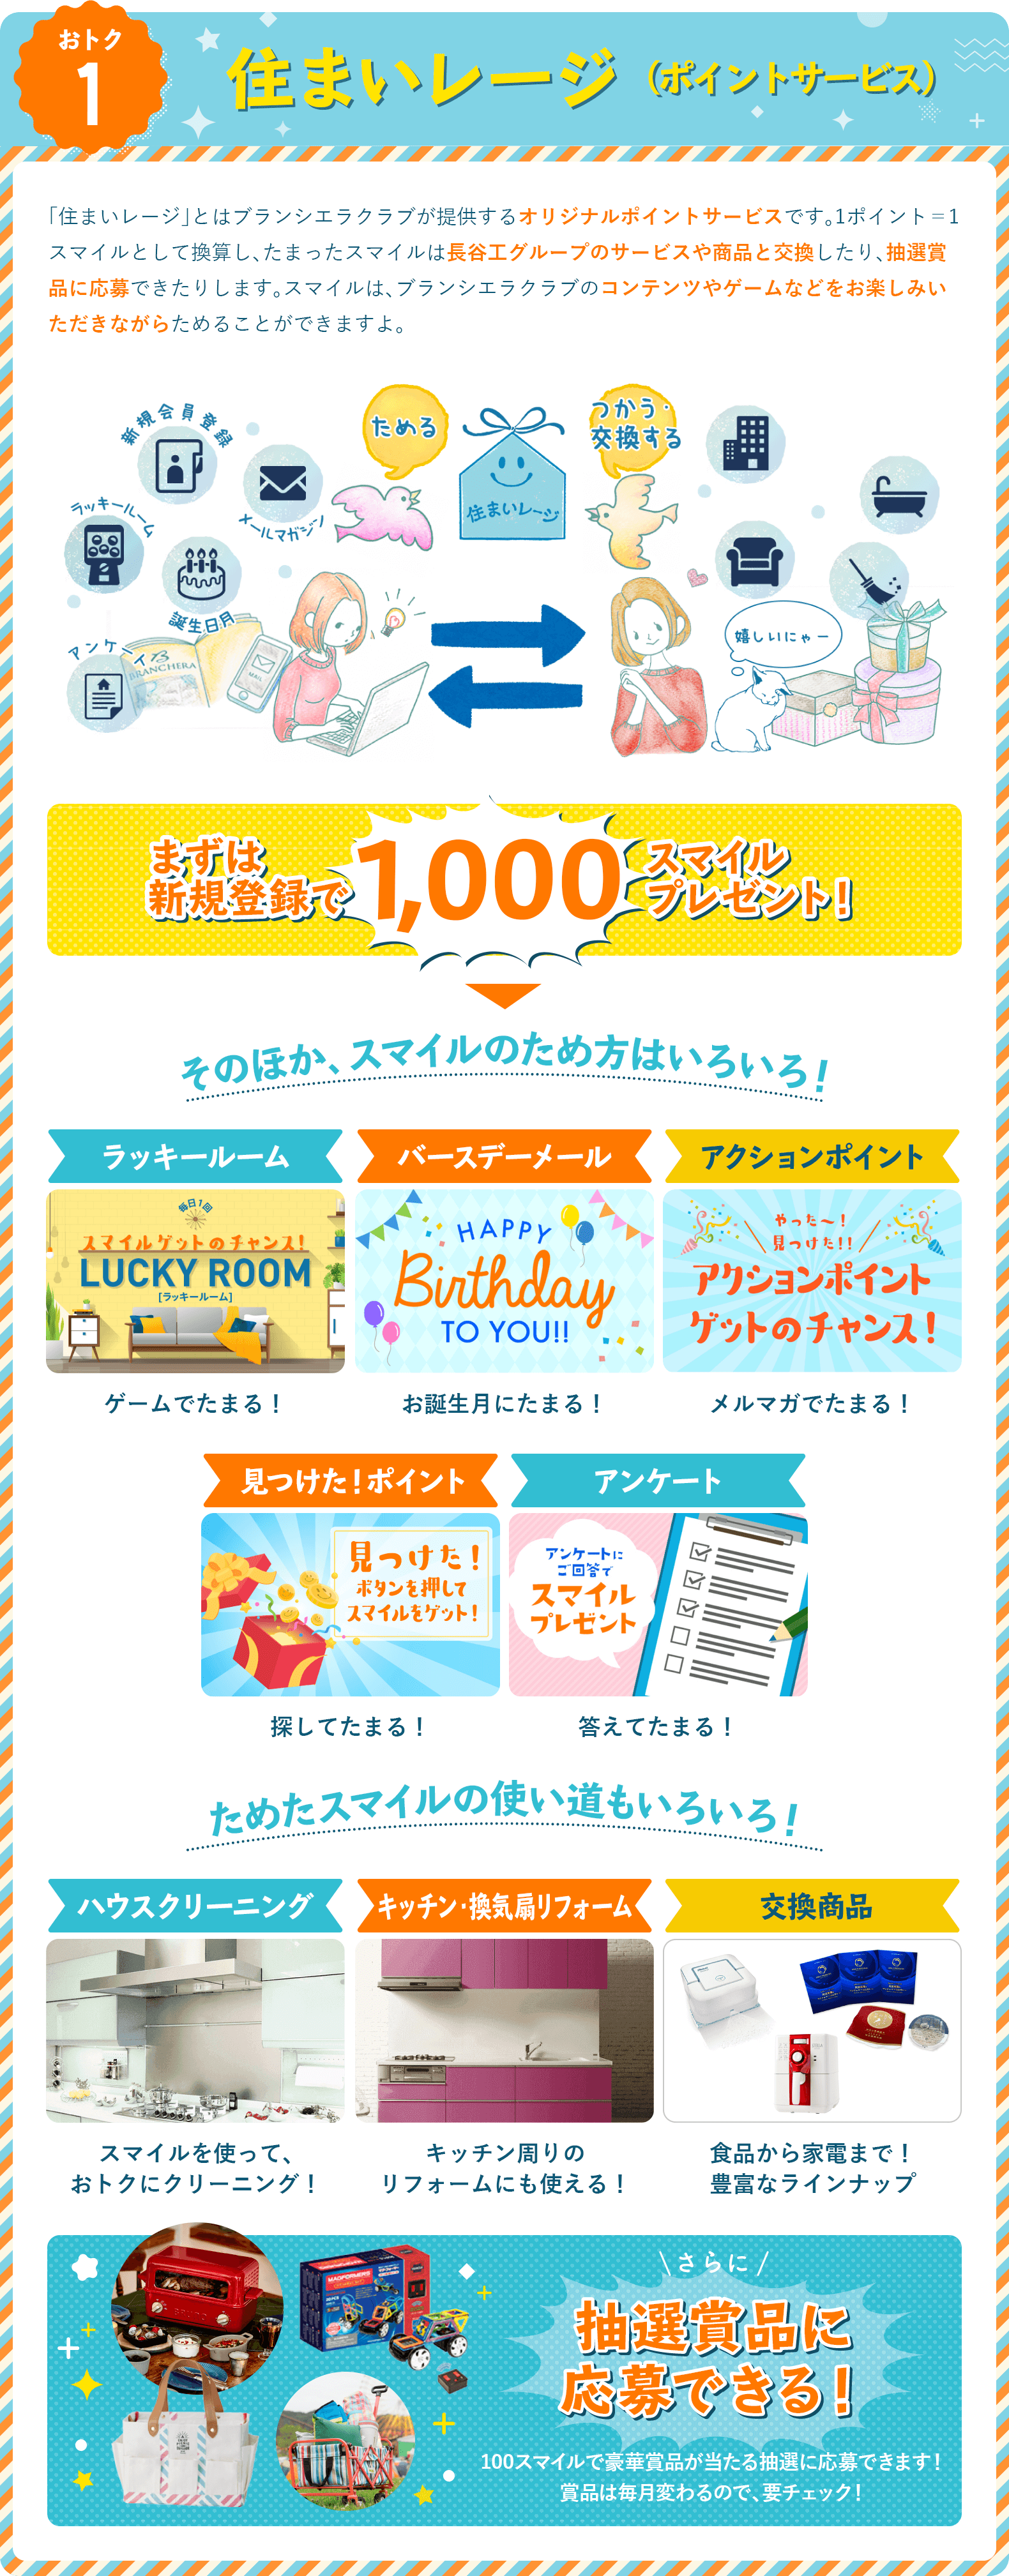 おトク
1
住まいレージ（ポイントサービス）
「住まいレージ」とはブランシエラクラブが提供するオリジナルポイントサービスです。1ポイント＝1
スマイルとして換算し、たまったスマイルは長谷工グループのサービスや商品と交換したり、抽選賞
品に応募できたりします。スマイルは、ブランシエラクラブのコンテンツやゲームなどをお楽しみい
ただきながらためることができますよ。
新規会員登録
ためる
つかう・
交換する
住まいレージ
メールマガジン
ラッキールーム
誕生日月
アンケート
BRANCHERA
MAIL
嬉しいにゃー
まずは
新規登録で
1,000
スマイル
プレゼント！
そのほか、スマイルのため方はいろいろ！
ラッキールーム
毎日1回
スマイルゲットのチャンス！
LUCKY ROOM
[ラッキールーム]
ゲームでたまる！
バースデーメール
HAPPY
Birthday
TO YOU!!
お誕生月にたまる！
アクションポイント
やった～！
見つけた!!
アクションポイント
ゲットのチャンス！
メルマガでたまる！
見つけた！ポイント
見つけた！
ボタンを押して
スマイルをゲット！
探してたまる！
アンケート
アンケートに
ご回答で
スマイル
プレゼント
答えてたまる！
ためたスマイルの使い道もいろいろ！
ハウスクリーニング
スマイルを使って、
おトクにクリーニング！
キッチン・換気扇リフォーム
キッチン周りの
リフォームにも使える！
交換商品
食品から家電まで！
豊富なラインナップ
MAGFORMERS
さらに
抽選賞品に
応募できる！
100スマイルで豪華賞品が当たる抽選に応募できます！
賞品は毎月変わるので、要チェック！